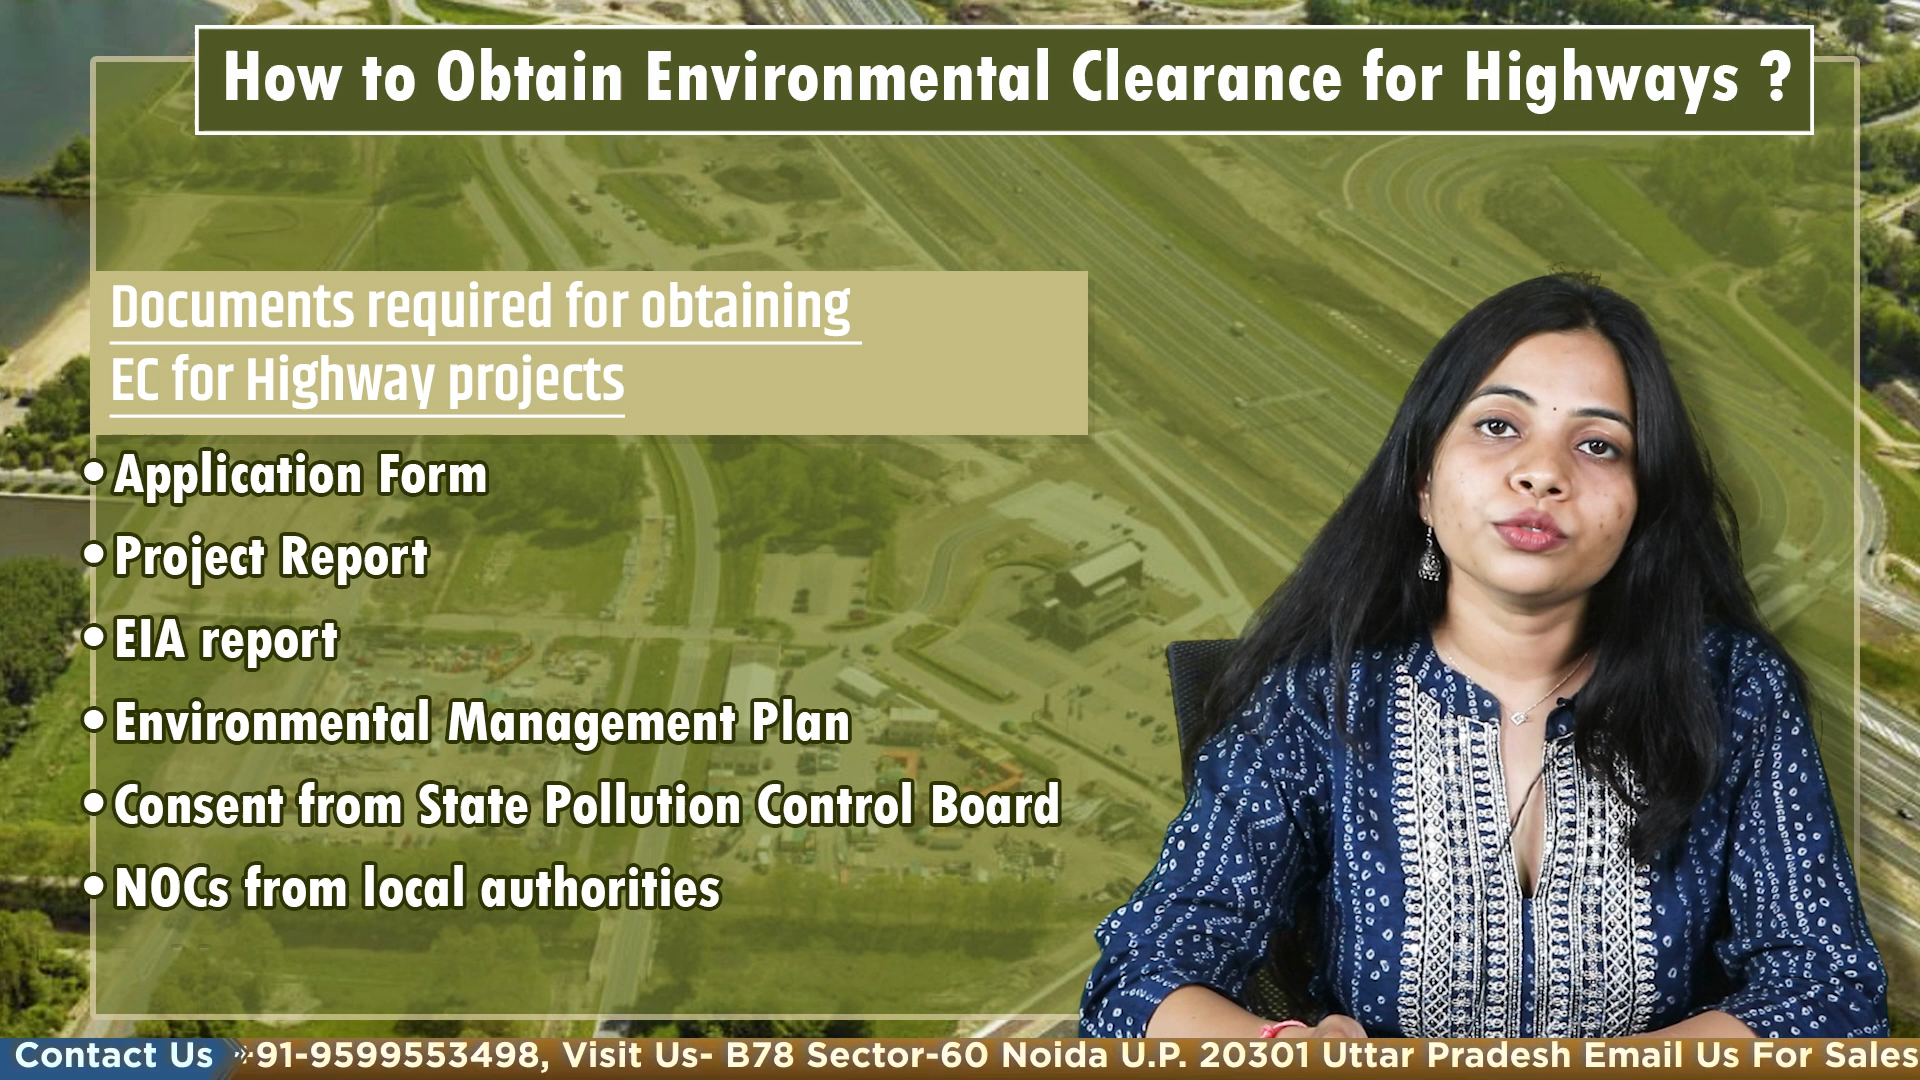 How to Obtain Environmental Clearance for Highways ?
Documents required for obtaining
EC for Highway projects
• Application Form
• Project Report
• EIA report
• Environmental Management Plan
• Consent from State Pollution Control Board
• NOCs from local authorities
Contact Us +91-9599553498, Visit Us- B78 Sector-60 Noida U.P. 20301 Uttar Pradesh Email Us For Sales